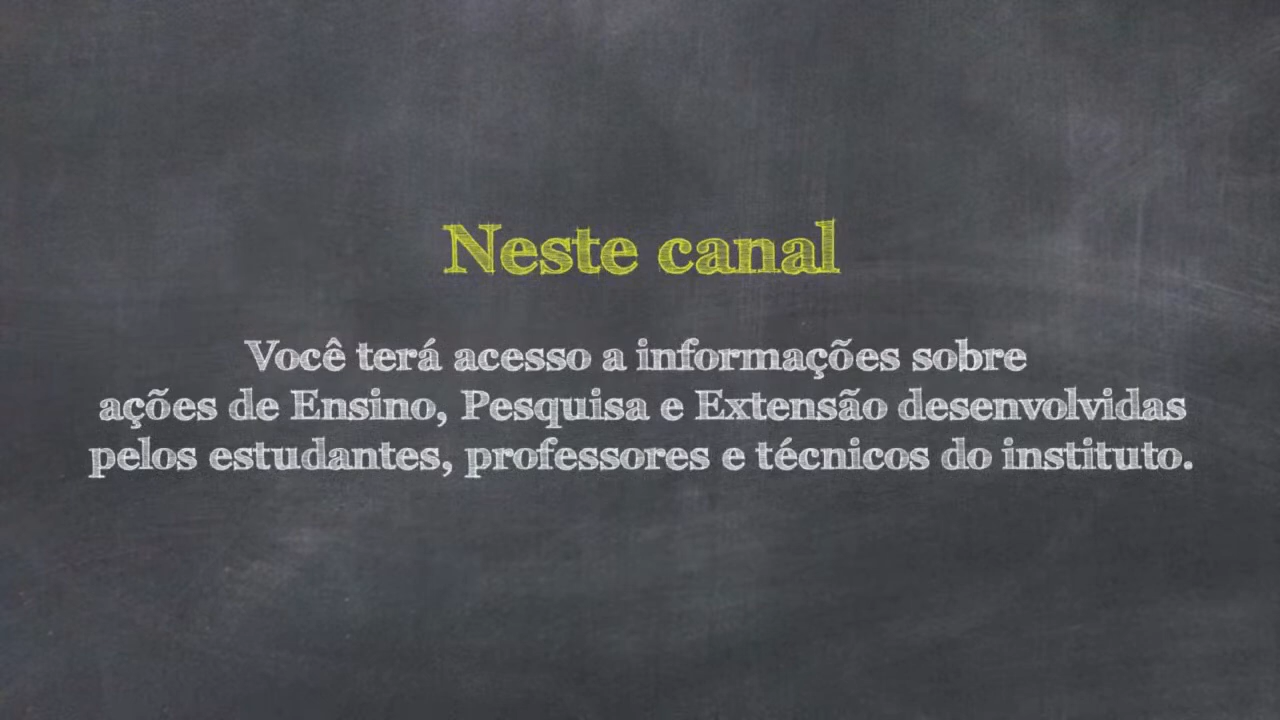 Neste canal
Você terá acesso a informações sobre
ações de Ensino, Pesquisa e Extensão desenvolvidas
pelos estudantes, professores e técnicos do instituto.